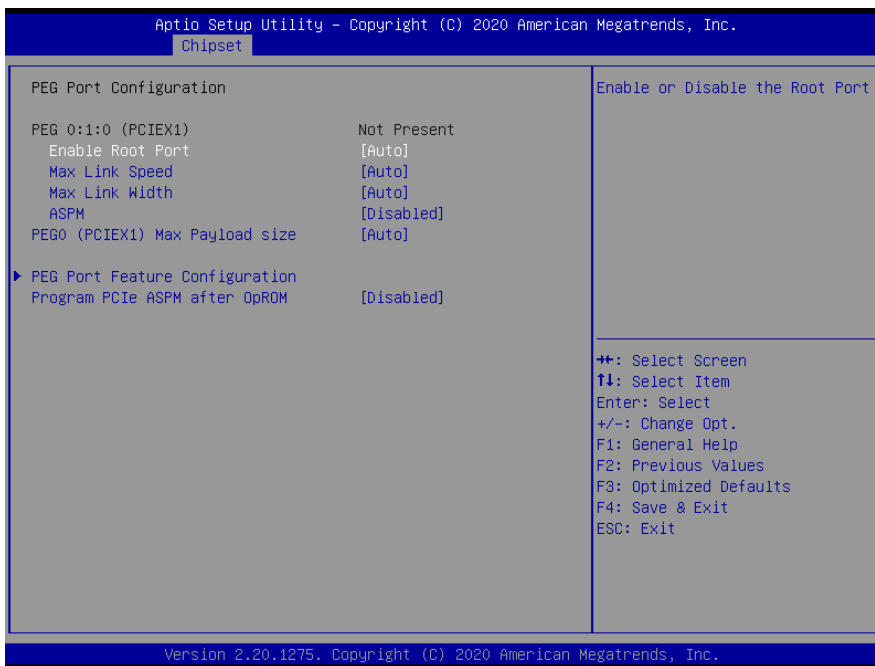 Aptio Setup Utility – Copyright (C) 2020 American Megatrends, Inc.
Chipset
PEG Port Configuration
PEG 0:1:0 (PCIEX1) Not Present
Enable Root Port [Auto]
Max Link Speed [Auto]
Max Link Width [Auto]
ASPM [Disabled]
PEG0 (PCIEX1) Max Payload size [Auto]
PEG Port Feature Configuration
Program PCIe ASPM after OpROM [Disabled]
Enable or Disable the Root Port
→←: Select Screen
↑↓: Select Item
Enter: Select
+/-: Change Opt.
F1: General Help
F2: Previous Values
F3: Optimized Defaults
F4: Save & Exit
ESC: Exit
Version 2.20.1275. Copyright (C) 2020 American Megatrends, Inc.